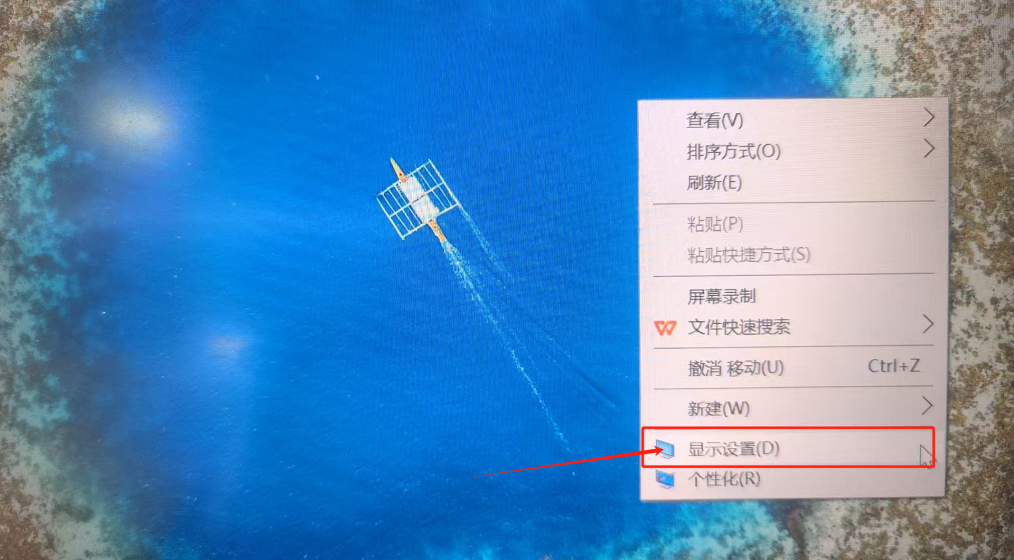 查看(V)
排序方式(O)
刷新(E)
粘贴(P)
粘贴快捷方式(S)
屏幕录制
文件快速搜索
撤消 移动(U) Ctrl+Z
新建(W)
显示设置(D)
个性化(R)